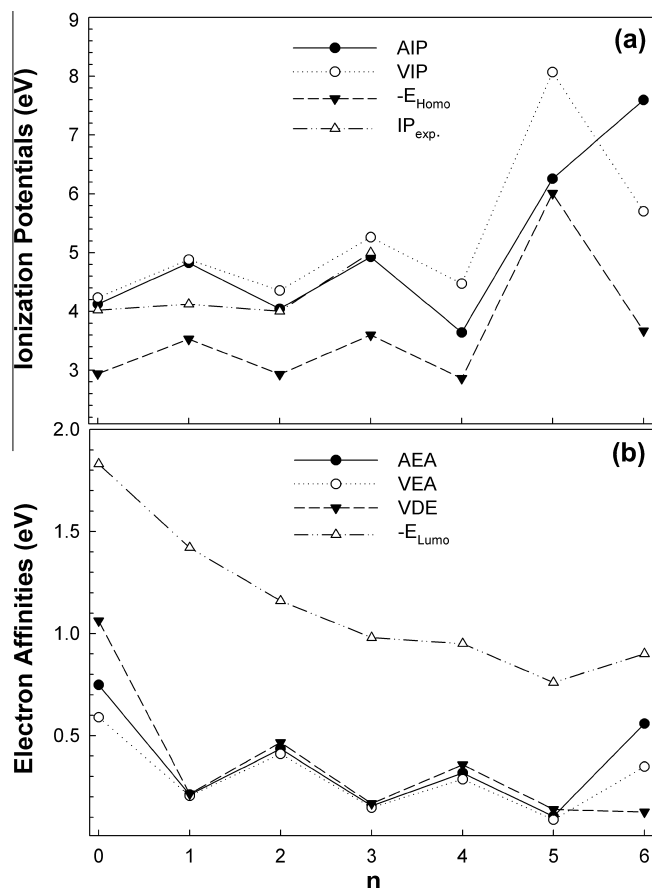 9
8
7
6
5
4
3
Ionization Potentials (eV)
(a)
AIP
VIP
-E_Homo
IP_exp.
2.0
1.5
1.0
0.5
Electron Affinities (eV)
(b)
AEA
VEA
VDE
-E_Lumo
0 1 2 3 4 5 6
n